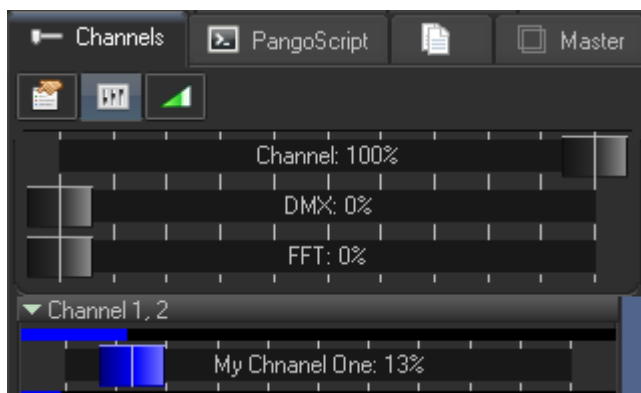 Channels PangoScript Master
Channel: 100%
DMX: 0%
FFT: 0%
Channel 1, 2
My Chnanel One: 13%